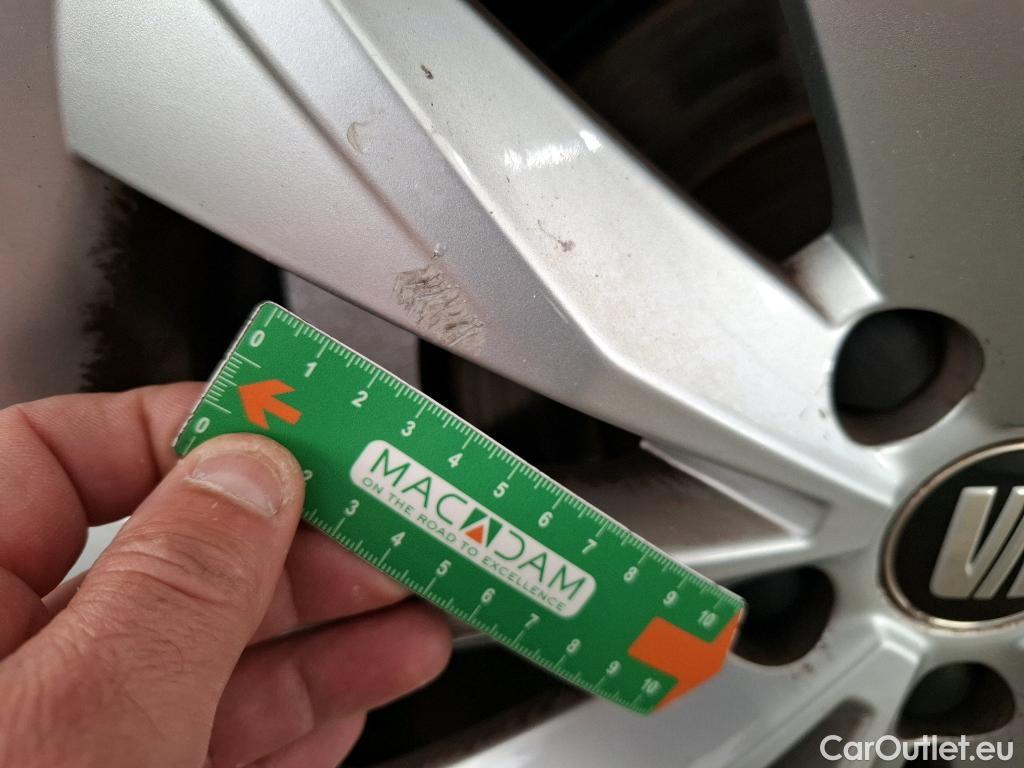 0 1 2 3 4 5 6 7 8 9 10
MACADAM
ON THE ROAD TO EXCELLENCE
0 2 3 4 5 6 7 8 9 10
CarOutlet.eu